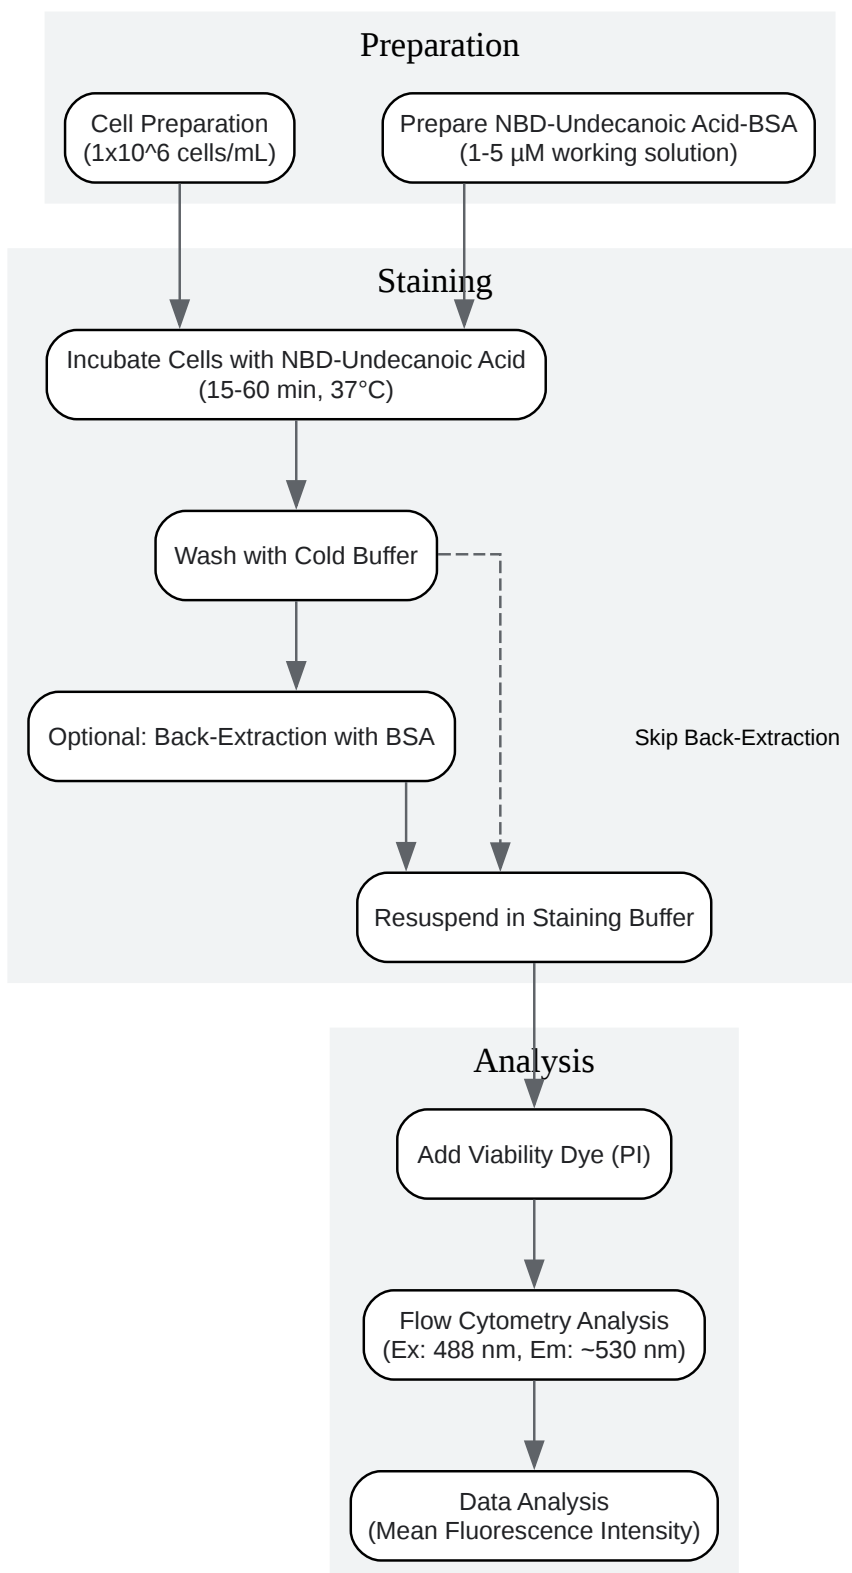 Preparation
Cell Preparation
(1x10^6 cells/mL)
Prepare NBD-Undecanoic Acid-BSA
(1-5 µM working solution)
Staining
Incubate Cells with NBD-Undecanoic Acid
(15-60 min, 37°C)
Wash with Cold Buffer
Optional: Back-Extraction with BSA
Skip Back-Extraction
Resuspend in Staining Buffer
Analysis
Add Viability Dye (PI)
Flow Cytometry Analysis
(Ex: 488 nm, Em: ~530 nm)
Data Analysis
(Mean Fluorescence Intensity)